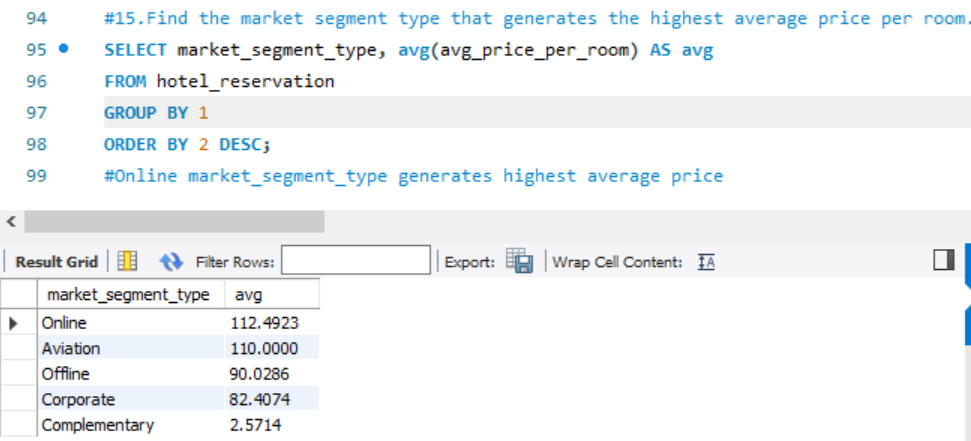 94 #15.Find the market segment type that generates the highest average price per room.
95 SELECT market_segment_type, avg(avg_price_per_room) AS avg
96 FROM hotel_reservation
97 GROUP BY 1
98 ORDER BY 2 DESC;
99 #Online market_segment_type generates highest average price
Result Grid Filter Rows: Export: Wrap Cell Content: IA
market_segment_type avg
Online 112.4923
Aviation 110.0000
Offline 90.0286
Corporate 82.4074
Complementary 2.5714